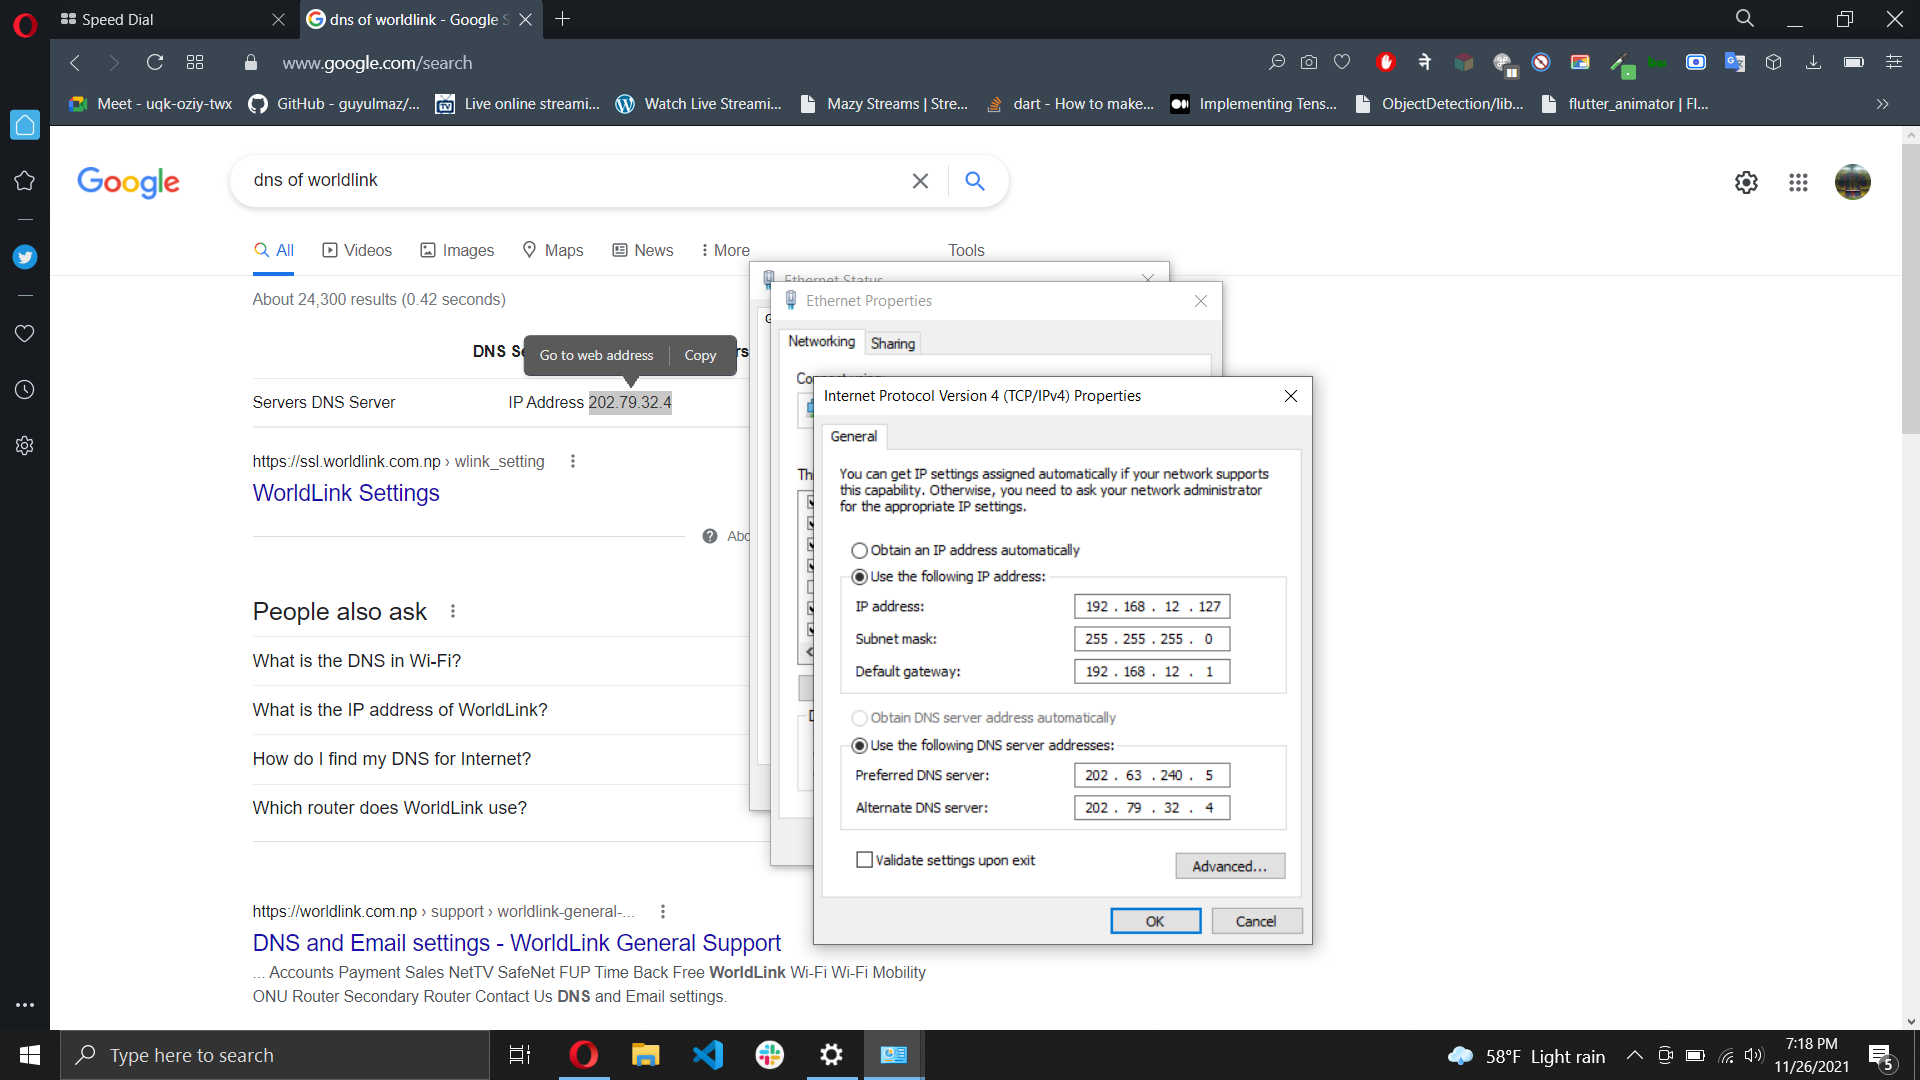 Speed Dial
dns of worldlink - Google S
www.google.com/search
Meet - uqk-oziy-twx
GitHub - guyulmaz/...
Live online streami...
Watch Live Streami...
Mazy Streams | Stre...
dart - How to make...
Implementing Tens...
ObjectDetection/lib...
flutter_animator | Fl...
Google
dns of worldlink
All
Videos
Images
Maps
News
More
Tools
About 24,300 results (0.42 seconds)
DNS Se
rs
Go to web address
Copy
Servers DNS Server
IP Address 202.79.32.4
https://ssl.worldlink.com.np › wlink_setting
WorldLink Settings
Abo
People also ask
What is the DNS in Wi-Fi?
What is the IP address of WorldLink?
How do I find my DNS for Internet?
Which router does WorldLink use?
https://worldlink.com.np › support › worldlink-general-...
DNS and Email settings - WorldLink General Support
... Accounts Payment Sales NetTV SafeNet FUP Time Back Free WorldLink Wi-Fi Wi-Fi Mobility
ONU Router Secondary Router Contact Us DNS and Email settings.
Ethernet Status
Ethernet Properties
Networking
Sharing
Internet Protocol Version 4 (TCP/IPv4) Properties
General
You can get IP settings assigned automatically if your network supports
this capability. Otherwise, you need to ask your network administrator
for the appropriate IP settings.
Obtain an IP address automatically
Use the following IP address:
IP address:
192 . 168 . 12 . 127
Subnet mask:
255 . 255 . 255 . 0
Default gateway:
192 . 168 . 12 . 1
Obtain DNS server address automatically
Use the following DNS server addresses:
Preferred DNS server:
202 . 63 . 240 . 5
Alternate DNS server:
202 . 79 . 32 . 4
Validate settings upon exit
Advanced...
OK
Cancel
Type here to search
58°F Light rain
7:18 PM
11/26/2021
5